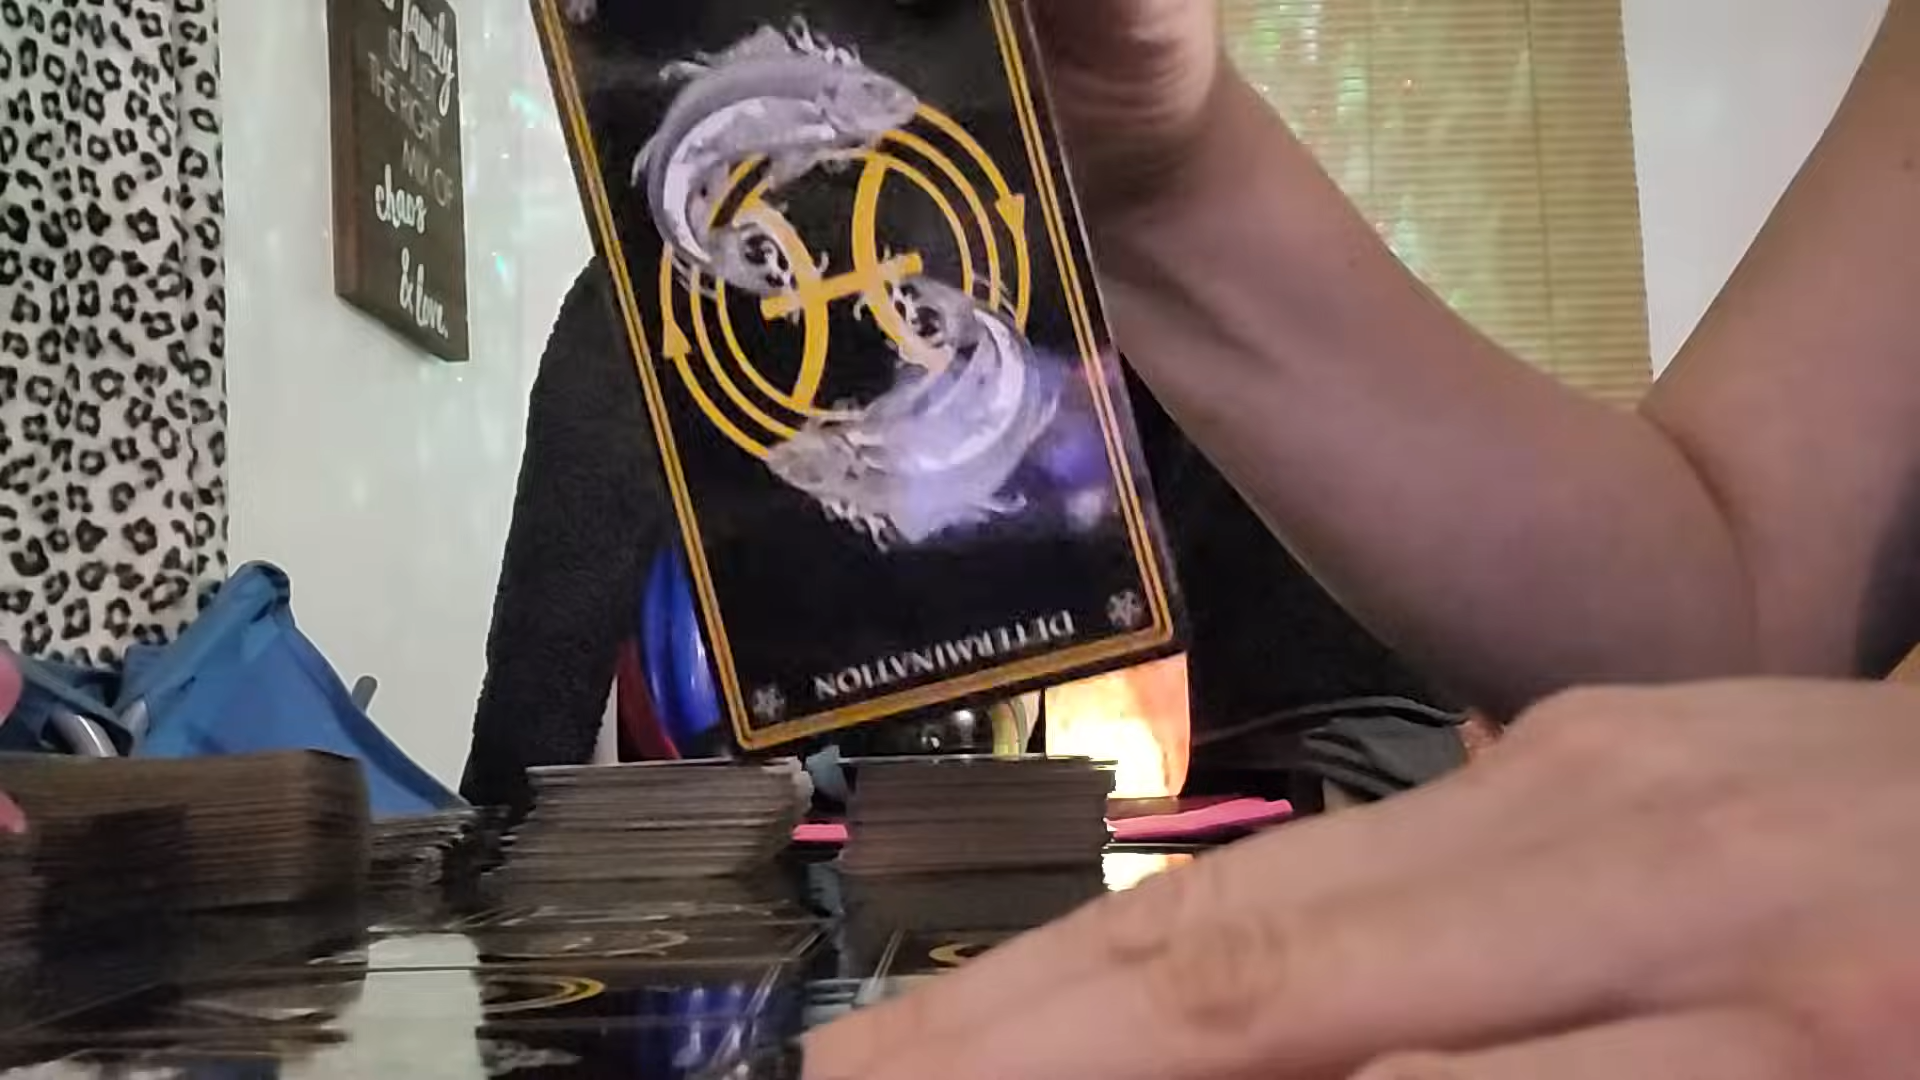 family
IS JUST
THE RIGHT
MIX OF
chaos
& love.
DETERMINATION